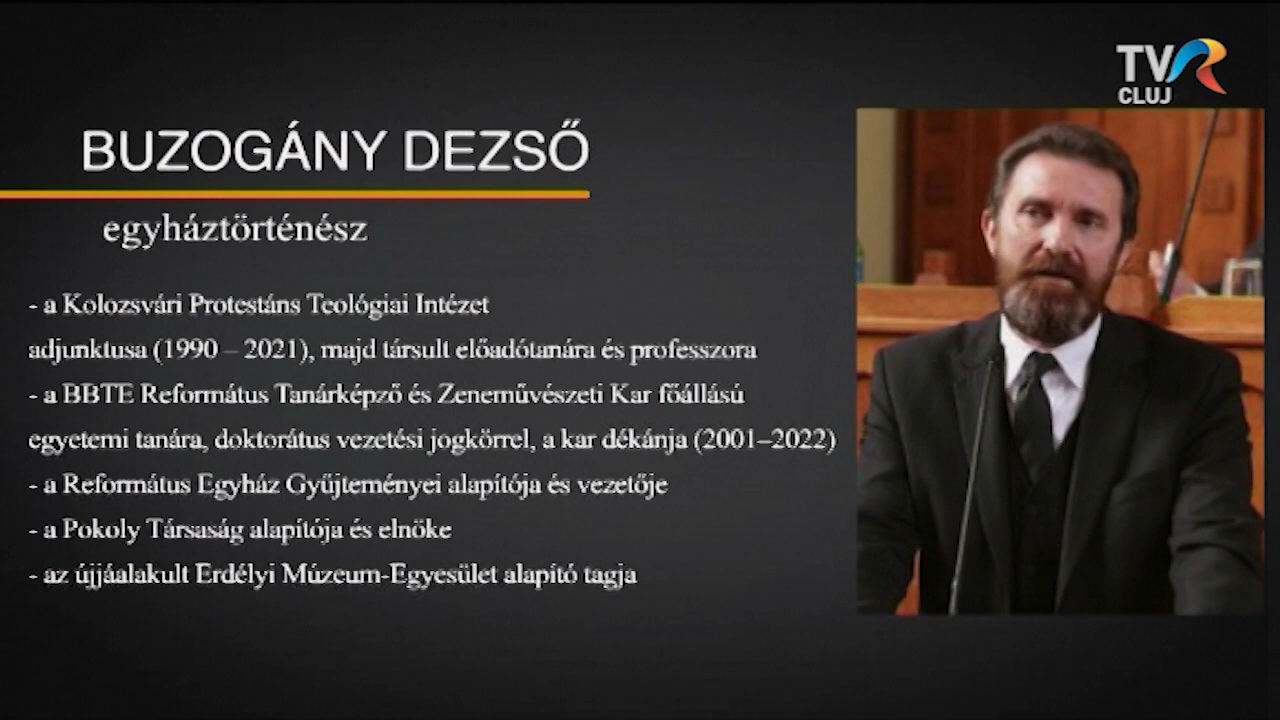 TVR
CLUJ
BUZOGÁNY DEZSŐ
egyháztörténész
- a Kolozsvári Protestáns Teológiai Intézet
adjunktusa (1990 – 2021), majd társult előadótanára és professzora
- a BBTE Református Tanárképző és Zeneművészeti Kar főállású
egyetemi tanára, doktorátus vezetési jogkörrel, a kar dékánja (2001–2022)
- a Református Egyház Gyűjteményei alapítója és vezetője
- a Pokoly Társaság alapítója és elnöke
- az újjáalakult Erdélyi Múzeum-Egyesület alapító tagja